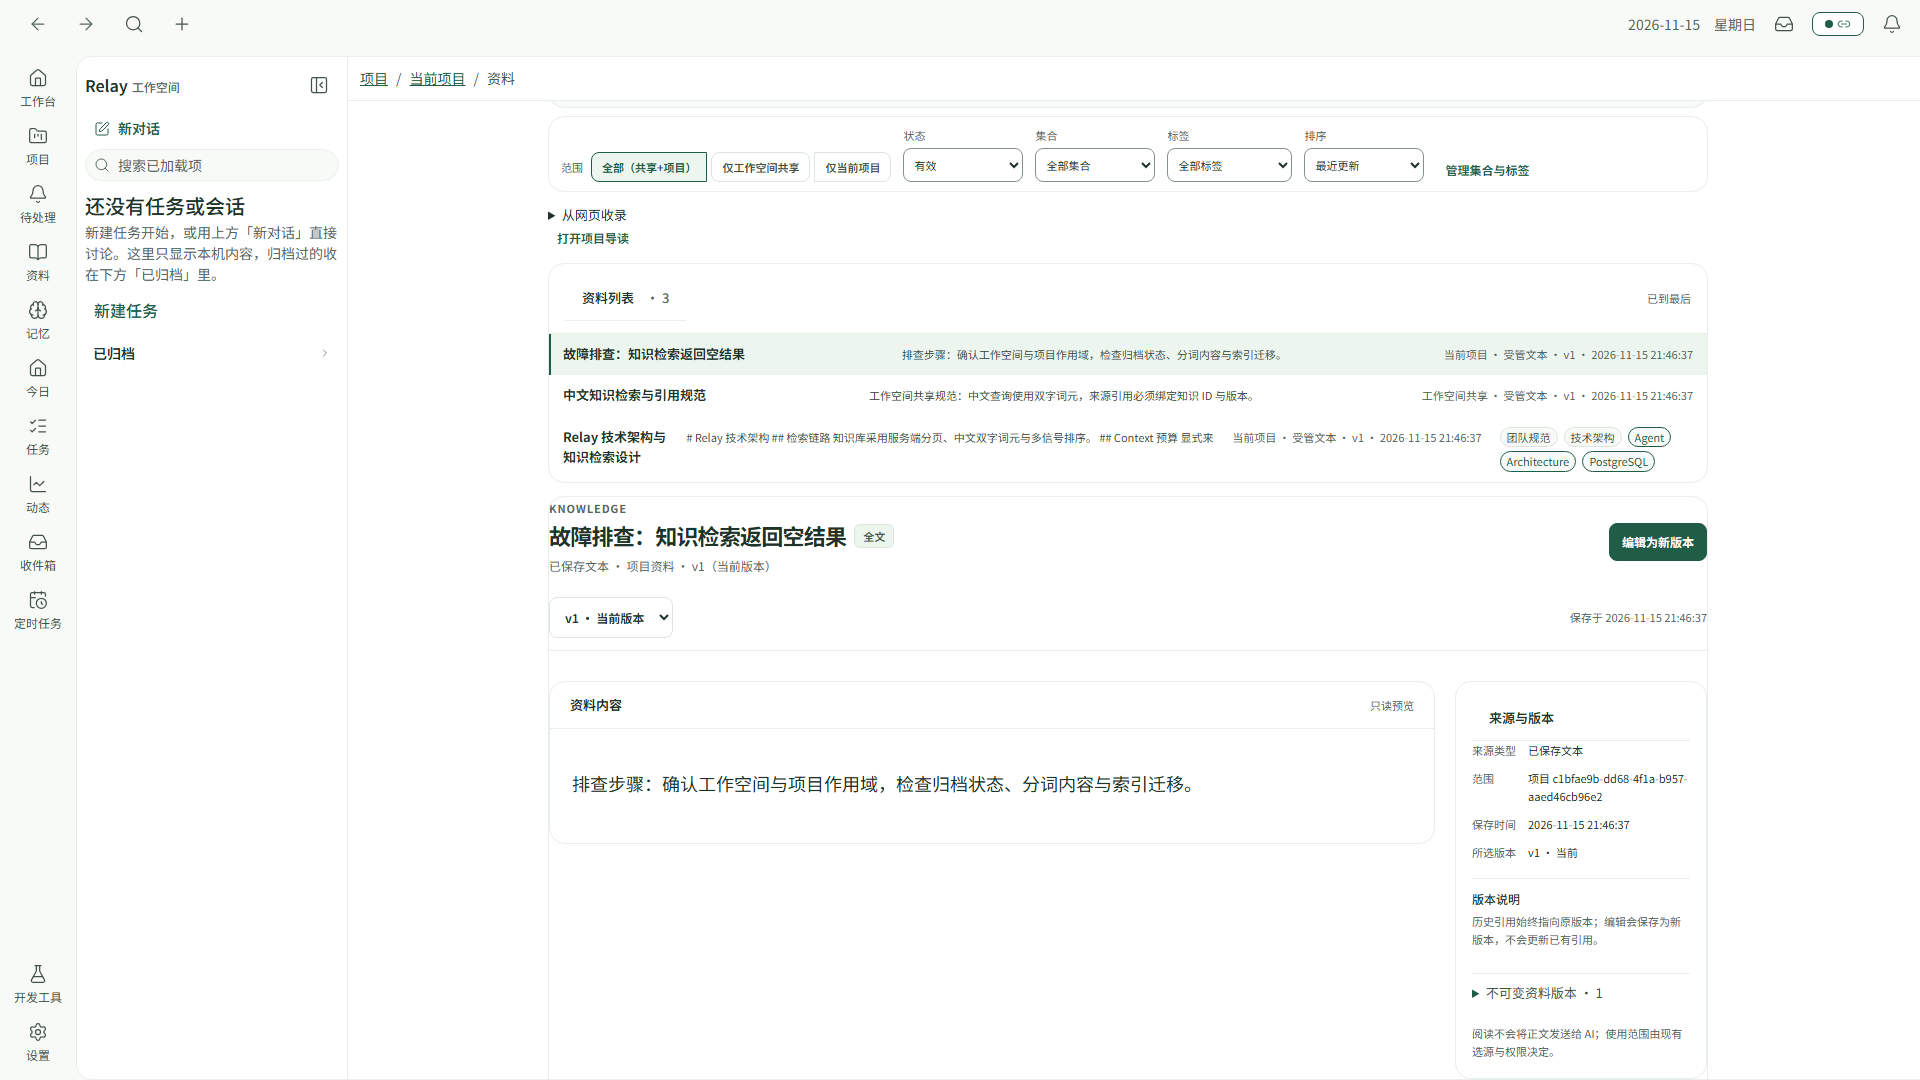 2026-11-15 星期日
工作台
项目
待处理
资料
记忆
今日
任务
动态
收件箱
定时任务
开发工具
设置
Relay 工作空间
新对话
搜索已加载项
还没有任务或会话
新建任务开始，或用上方「新对话」直接
讨论。这里只显示本机内容，归档过的收
在下方「已归档」里。
新建任务
已归档
项目 / 当前项目 / 资料
范围 全部（共享+项目） 仅工作空间共享 仅当前项目
状态 集合 标签 排序
有效 全部集合 全部标签 最近更新 管理集合与标签
从网页收录
打开项目导读
资料列表 · 3 已到最后
故障排查：知识检索返回空结果 排查步骤：确认工作空间与项目作用域，检查归档状态、分词内容与索引迁移。 当前项目 · 受管文本 · v1 · 2026-11-15 21:46:37
中文知识检索与引用规范 工作空间共享规范：中文查询使用双字词元，来源引用必须绑定知识 ID 与版本。 工作空间共享 · 受管文本 · v1 · 2026-11-15 21:46:37
Relay 技术架构与 # Relay 技术架构 ## 检索链路 知识库采用服务端分页、中文双字词元与多信号排序。 ## Context 预算 显式来 当前项目 · 受管文本 · v1 · 2026-11-15 21:46:37 团队规范 技术架构 Agent
知识检索设计 Architecture PostgreSQL
KNOWLEDGE
故障排查：知识检索返回空结果 全文 编辑为新版本
已保存文本 · 项目资料 · v1（当前版本）
v1 · 当前版本 保存于 2026-11-15 21:46:37
资料内容 只读预览
排查步骤：确认工作空间与项目作用域，检查归档状态、分词内容与索引迁移。
来源与版本
来源类型 已保存文本
范围 项目 c1bfae9b-dd68-4f1a-b957-
aaed46cb96e2
保存时间 2026-11-15 21:46:37
所选版本 v1 · 当前
版本说明
历史引用始终指向原版本；编辑会保存为新
版本，不会更新已有引用。
不可变资料版本 · 1
阅读不会将正文发送给 AI；使用范围由现有
选源与权限决定。